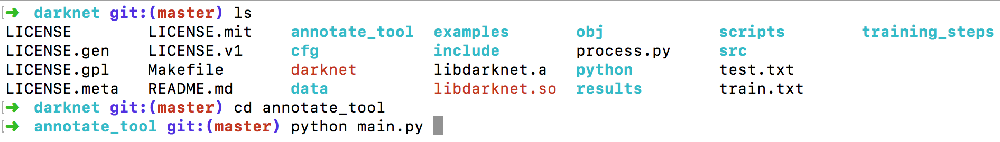 ➜ darknet git:(master) ls
LICENSE LICENSE.mit annotate_tool examples obj scripts training_steps
LICENSE.gen LICENSE.v1 cfg include process.py src
LICENSE.gpl Makefile darknet libdarknet.a python test.txt
LICENSE.meta README.md data libdarknet.so results train.txt
➜ darknet git:(master) cd annotate_tool
➜ annotate_tool git:(master) python main.py